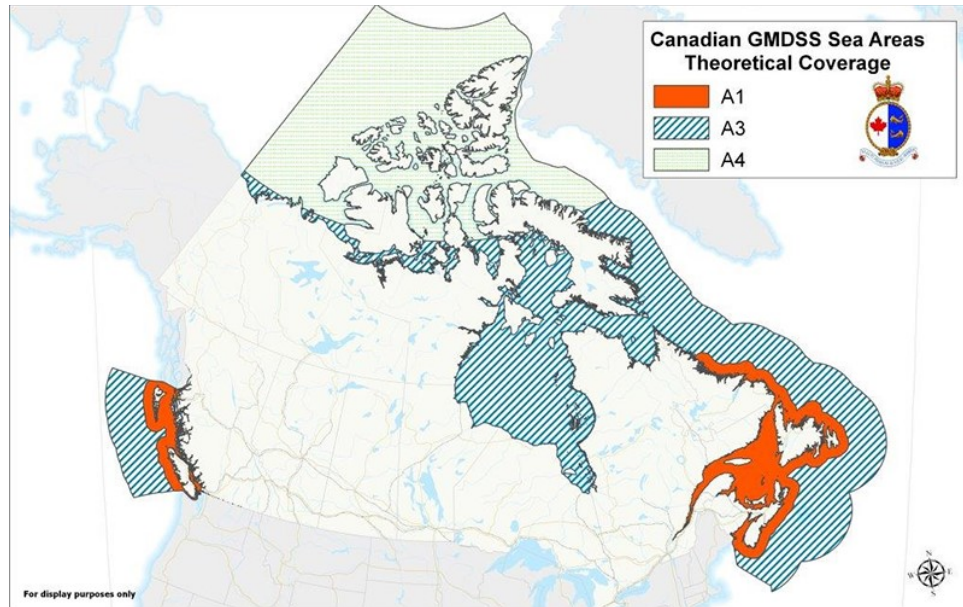 Canadian GMDSS Sea Areas
Theoretical Coverage
A1
A3
A4
N
W
E
S
For display purposes only